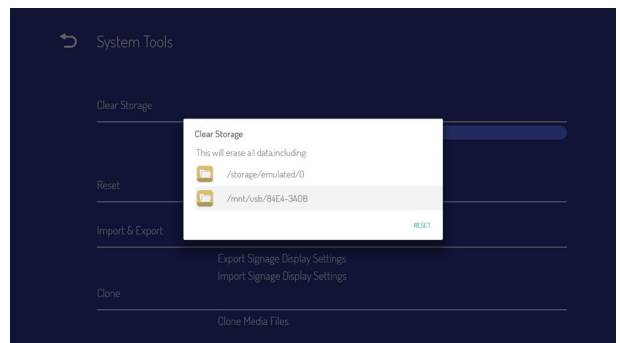 System Tools
Clear Storage
Clear Storage
This will erase all data,including:
/storage/emulated/0
/mnt/usb/84E4-3A0B
RESET
Reset
Import & Export
Export Signage Display Settings
Import Signage Display Settings
Clone
Clone Media Files